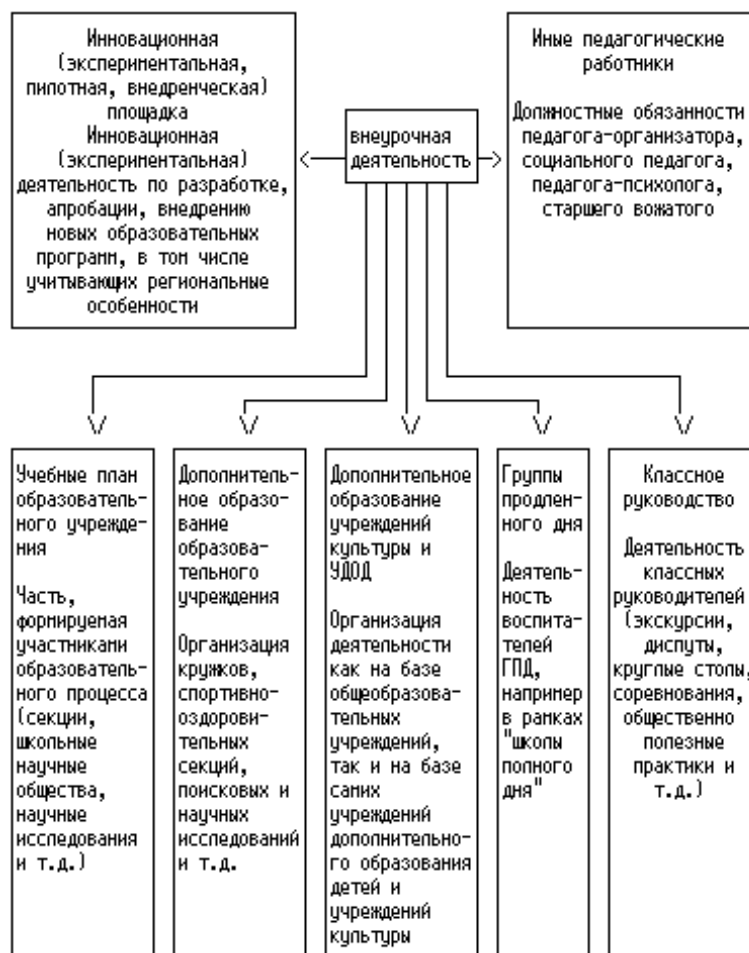 Инновационная
(экспериментальная,
пилотная, внедренческая)
площадка
Инновационная
(экспериментальная)
деятельность по разработке,
апробации, внедрению
новых образовательных
программ, в том числе
учитывающих региональные
особенности
внеурочная
деятельность
Иные педагогические
работники
Должностные обязанности
педагога-организатора,
социального педагога,
педагога-психолога,
старшего вожатого
Учебные план
образователь-
ного учрежде-
ния
Часть,
формируемая
участниками
образователь-
ного процесса
(секции,
школьные
научные
общества,
научные
исследования
и т.д.)
Дополнитель-
ное образо-
вание
образова-
тельного
учреждения
Организация
кружков,
спортивно-
оздорови-
тельных
секций,
поисковых и
научных
исследований
и т.д.
Дополнительное
образование
учреждений
культуры и
УДОД
Организация
деятельности
как на базе
общеобразова-
тельных
учреждений,
так и на базе
самих
учреждений
дополнительно-
го образования
детей и
учреждений
культуры
Группы
продлен-
ного дня
Деятель-
ность
воспита-
телей
ГПД,
например
в рамках
"школы
полного
дня"
Классное
руководство
Деятельность
классных
руководителей
(экскурсии,
диспуты,
круглые столы,
соревнования,
общественно
полезные
практики и
т.д.)